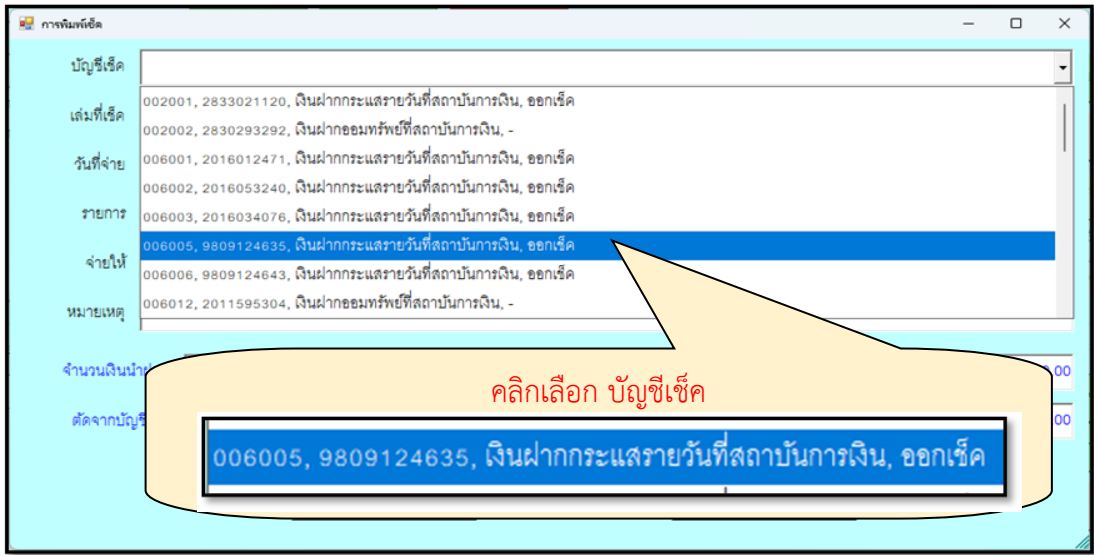 การพิมพ์เช็ค
บัญชีเช็ค
002001, 2833021120, เงินฝากกระแสรายวันที่สถาบันการเงิน, ออกเช็ค
เล่มที่เช็ค
002002, 2830293292, เงินฝากออมทรัพย์ที่สถาบันการเงิน, -
วันที่จ่าย
006001, 2016012471, เงินฝากกระแสรายวันที่สถาบันการเงิน, ออกเช็ค
006002, 2016053240, เงินฝากกระแสรายวันที่สถาบันการเงิน, ออกเช็ค
รายการ
006003, 2016034076, เงินฝากกระแสรายวันที่สถาบันการเงิน, ออกเช็ค
006005, 9809124635, เงินฝากกระแสรายวันที่สถาบันการเงิน, ออกเช็ค
จ่ายให้
006006, 9809124643, เงินฝากกระแสรายวันที่สถาบันการเงิน, ออกเช็ค
หมายเหตุ
006012, 2011595304, เงินฝากออมทรัพย์ที่สถาบันการเงิน, -
จำนวนเงินนำ
.00
คลิกเลือก บัญชีเช็ค
ตัดจากบัญชี
00
006005, 9809124635, เงินฝากกระแสรายวันที่สถาบันการเงิน, ออกเช็ค